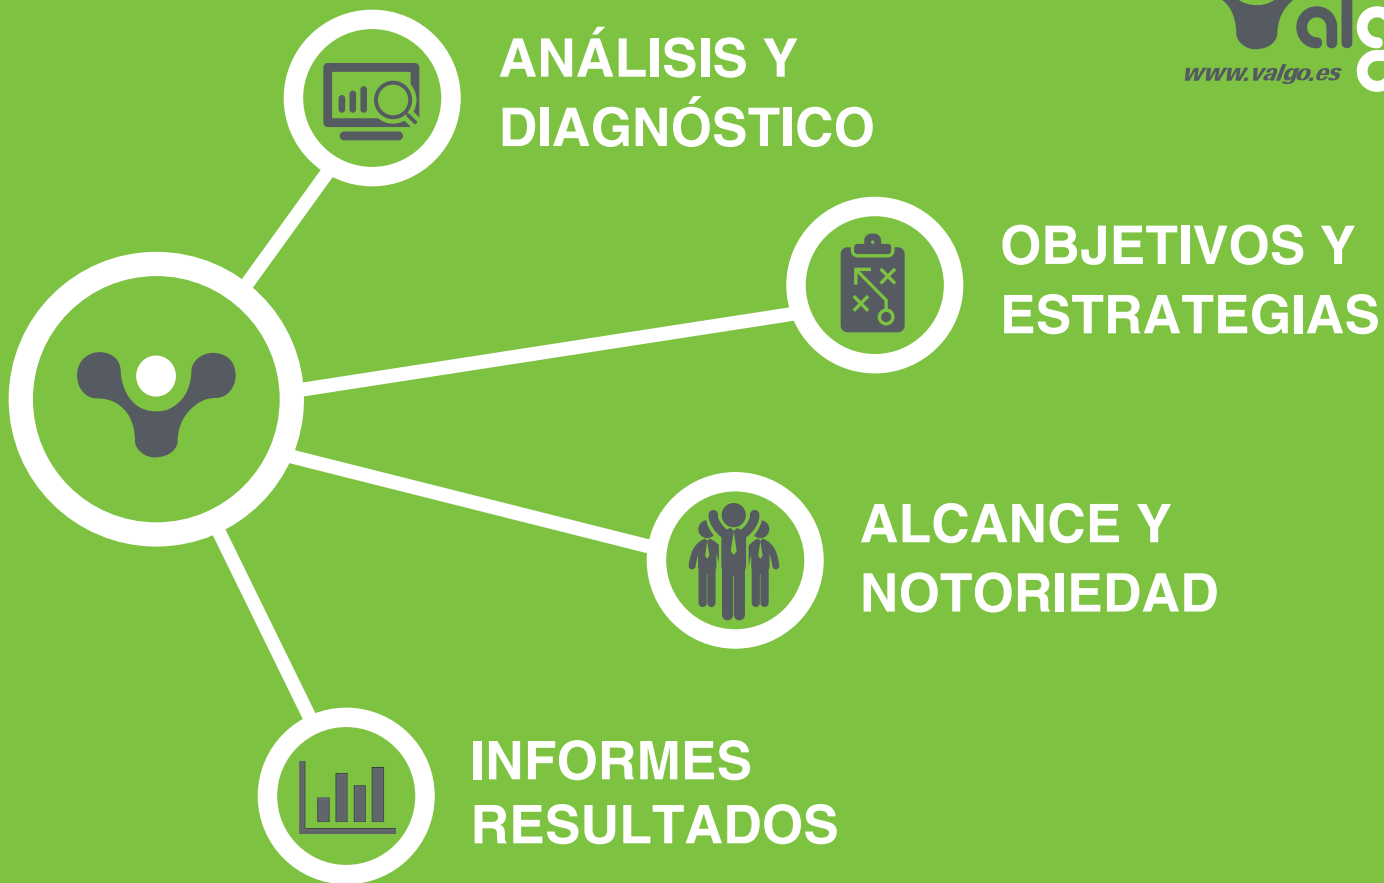 www.valgo.es
ANÁLISIS Y
DIAGNÓSTICO
OBJETIVOS Y
ESTRATEGIAS
ALCANCE Y
NOTORIEDAD
INFORMES
RESULTADOS